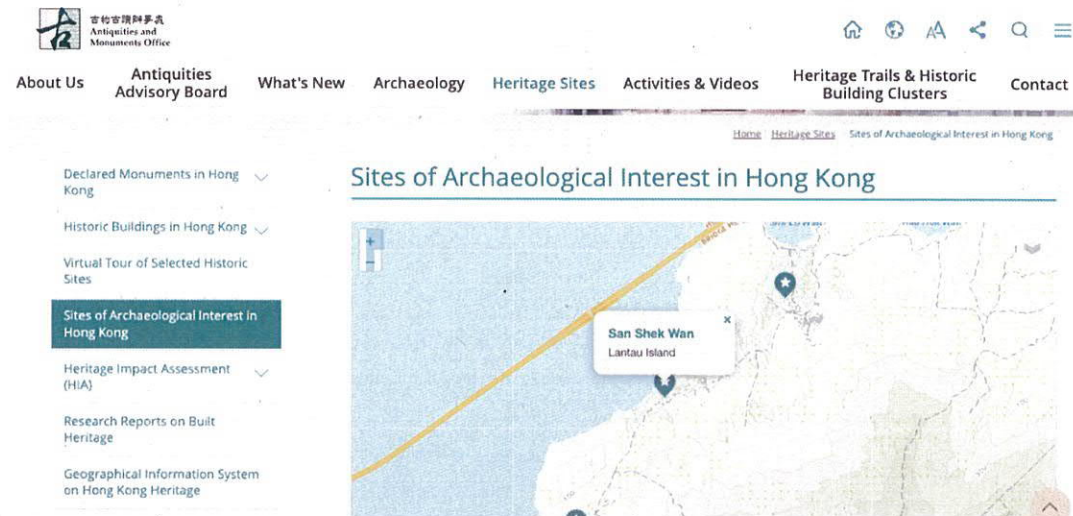 古物古蹟辦事處
Antiquities and
Monuments Office
About Us
Antiquities
Advisory Board
What's New
Archaeology
Heritage Sites
Activities & Videos
Heritage Trails & Historic
Building Clusters
Contact
Home Heritage Sites Sites of Archaeological Interest in Hong Kong
Declared Monuments in Hong
Kong
Historic Buildings in Hong Kong
Virtual Tour of Selected Historic
Sites
Sites of Archaeological Interest in
Hong Kong
Heritage Impact Assessment
(HIA)
Research Reports on Built
Heritage
Geographical Information System
on Hong Kong Heritage
Sites of Archaeological Interest in Hong Kong
+
−
San Shek Wan
×
Lantau Island